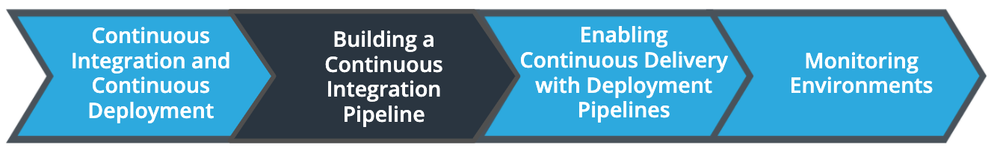 Continuous
Integration and
Continuous
Deployment
Building a
Continuous
Integration
Pipeline
Enabling
Continuous Delivery
with Deployment
Pipelines
Monitoring
Environments